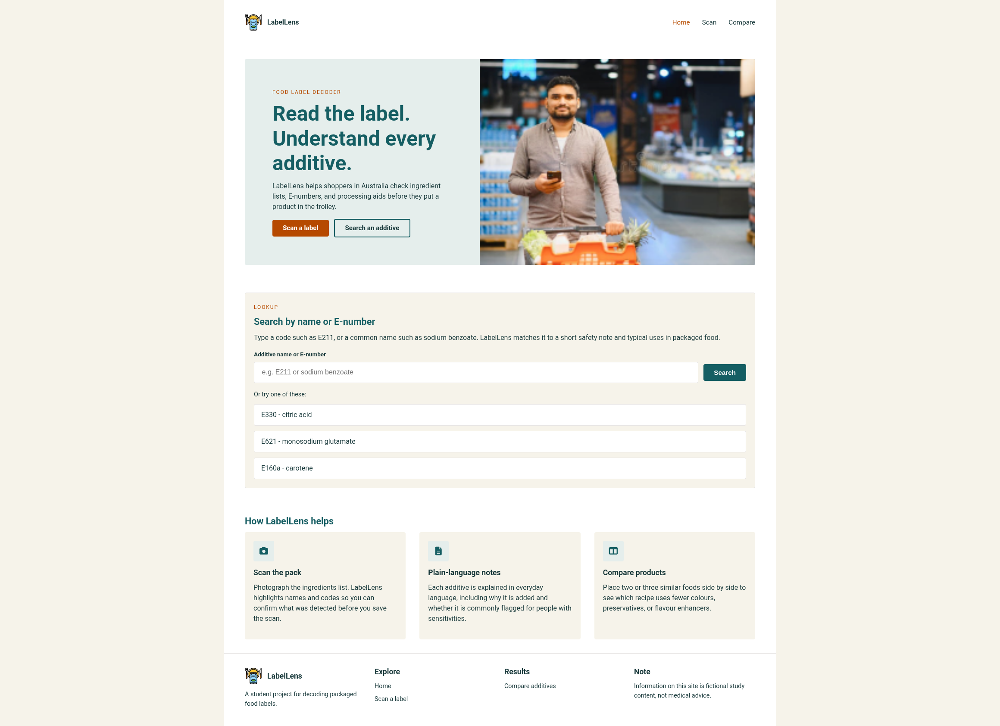 LabelLens
Home Scan Compare
FOOD LABEL DECODER
Read the label.
Understand every
additive.
LabelLens helps shoppers in Australia check ingredient
lists, E-numbers, and processing aids before they put a
product in the trolley.
Scan a label Search an additive
LOOKUP
Search by name or E-number
Type a code such as E211, or a common name such as sodium benzoate. LabelLens matches it to a short safety note and typical uses in packaged food.
Additive name or E-number
e.g. E211 or sodium benzoate
Search
Or try one of these:
E330 - citric acid
E621 - monosodium glutamate
E160a - carotene
How LabelLens helps
Scan the pack
Photograph the ingredients list. LabelLens
highlights names and codes so you can
confirm what was detected before you save
the scan.
Plain-language notes
Each additive is explained in everyday
language, including why it is added and
whether it is commonly flagged for people with
sensitivities.
Compare products
Place two or three similar foods side by side to
see which recipe uses fewer colours,
preservatives, or flavour enhancers.
LabelLens
A student project for decoding packaged
food labels.
Explore
Home
Scan a label
Results
Compare additives
Note
Information on this site is fictional study
content, not medical advice.